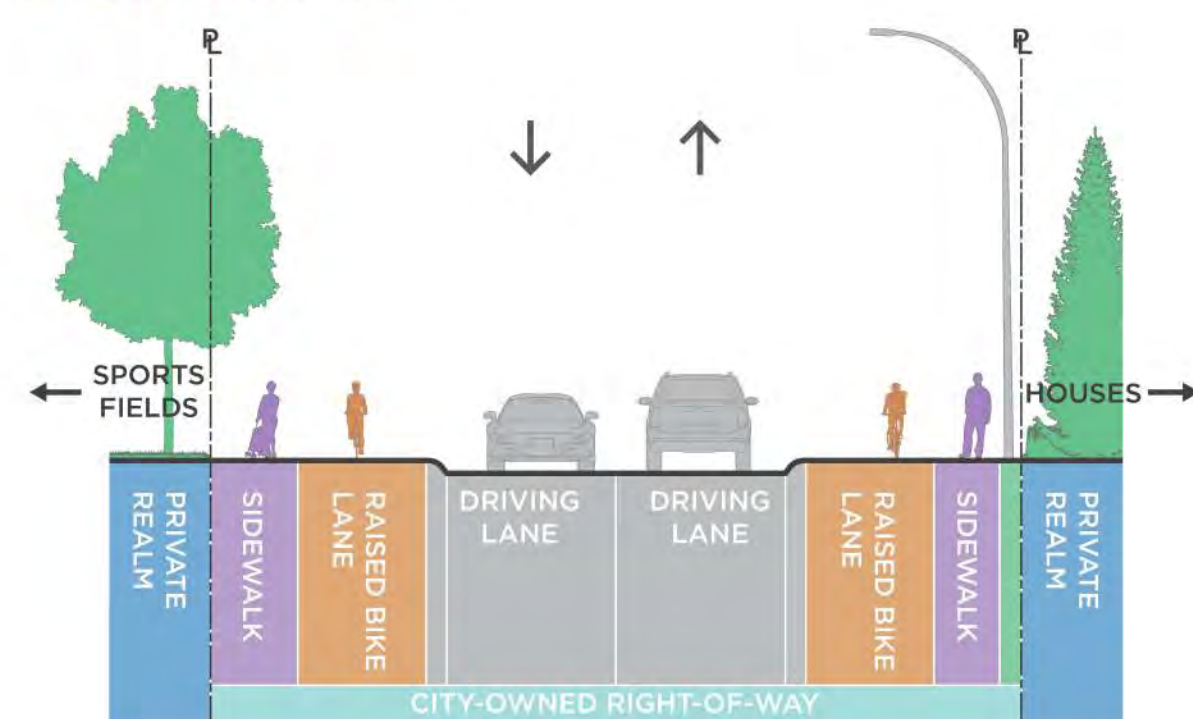 ℄ ℄
SPORTS
FIELDS
HOUSES
PRIVATE
REALM
SIDEWALK
RAISED BIKE
LANE
DRIVING
LANE
DRIVING
LANE
RAISED BIKE
LANE
SIDEWALK
PRIVATE
REALM
CITY-OWNED RIGHT-OF-WAY